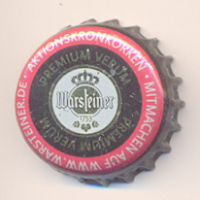 AKTIONSKRONKORKEN · MITMACHEN AUF WWW.WARSTEINER.DE ·
PREMIUM VERUM
Warsteiner
1753
PREMIUM VERUM